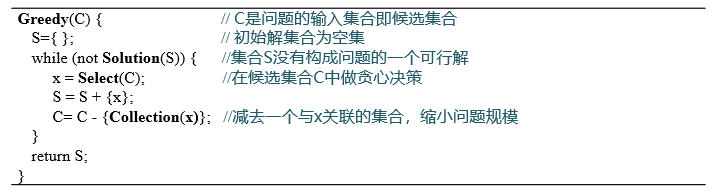 Greedy(C) { // C是问题的输入集合即候选集合
S={ }; // 初始解集合为空集
while (not Solution(S)) { //集合S没有构成问题的一个可行解
x = Select(C); //在候选集合C中做贪心决策
S = S + {x};
C= C - {Collection(x)}; //减去一个与x关联的集合，缩小问题规模
}
return S;
}